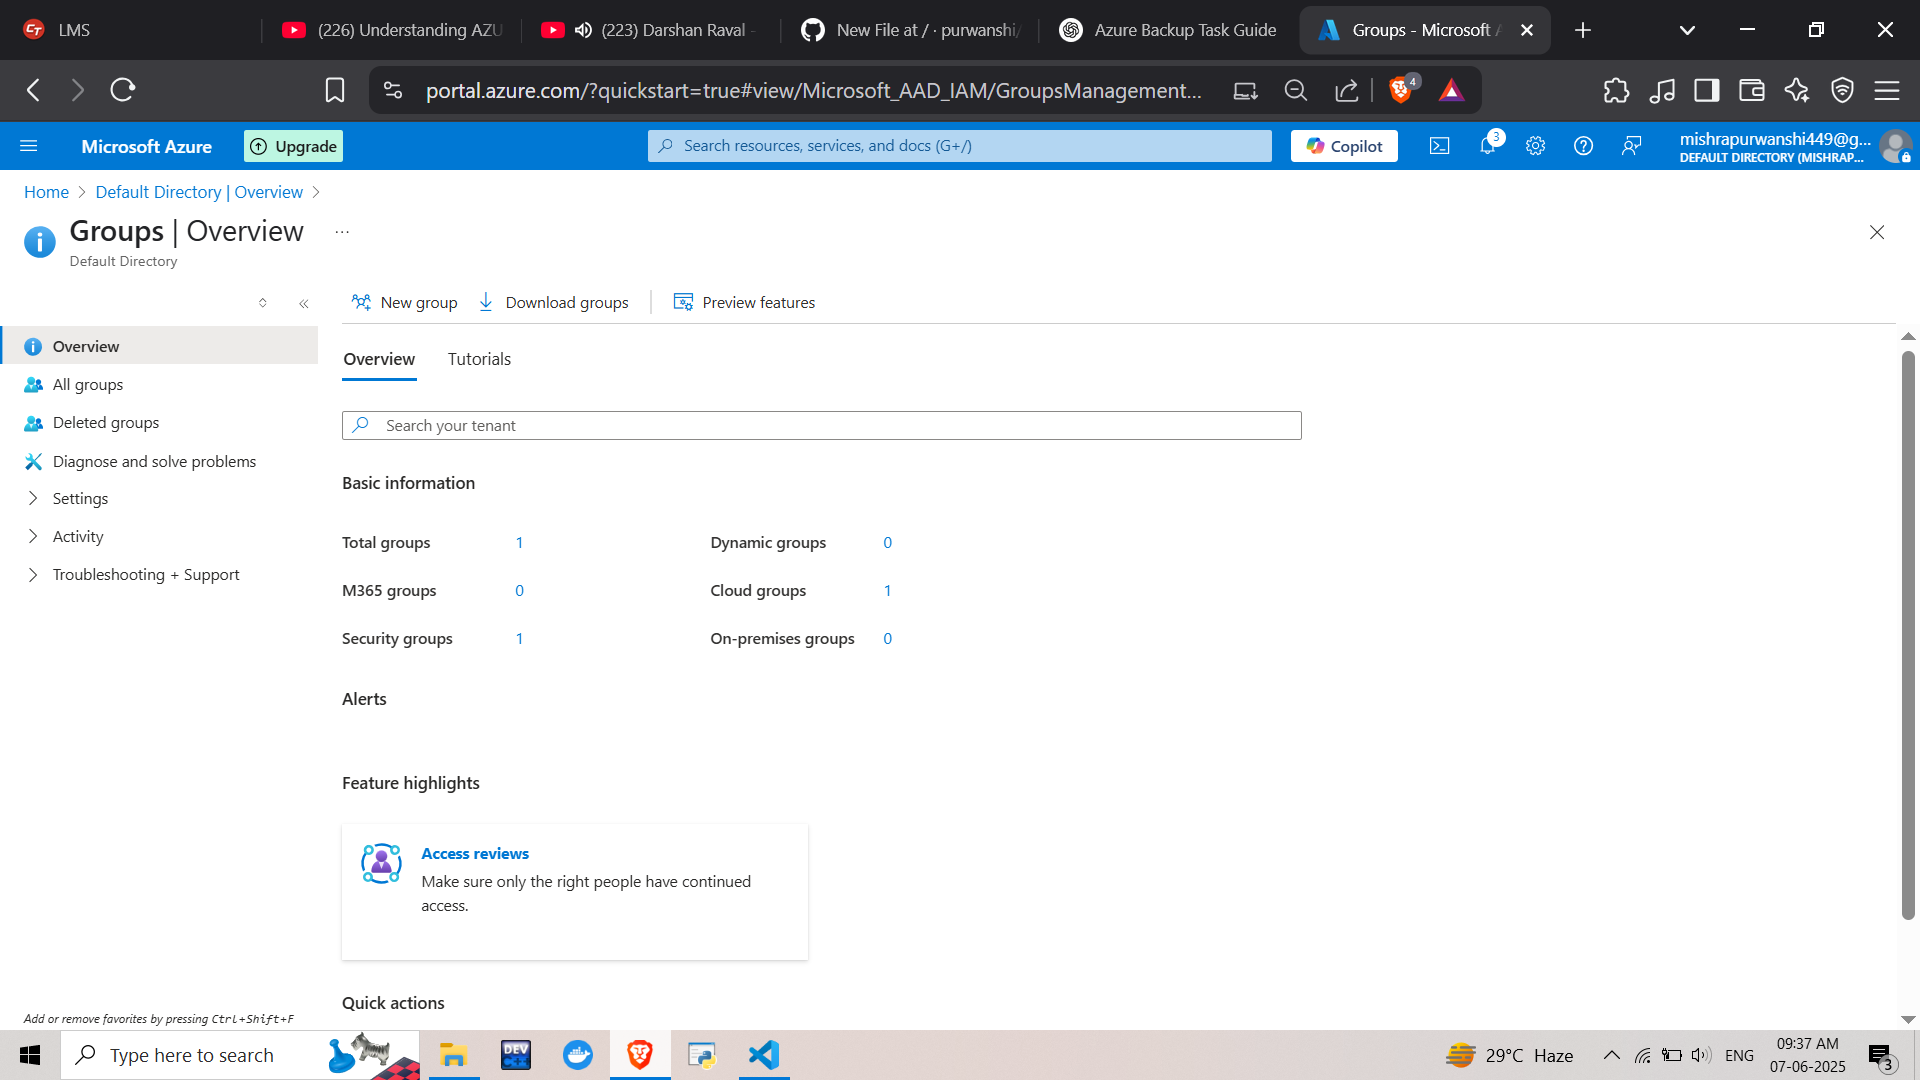 LMS
(226) Understanding AZU
(223) Darshan Raval -
New File at / · purwanshi/
Azure Backup Task Guide
Groups - Microsoft A
portal.azure.com/?quickstart=true#view/Microsoft_AAD_IAM/GroupsManagement...
4
Microsoft Azure
Upgrade
Search resources, services, and docs (G+/)
Copilot
3
mishrapurwanshi449@g...
DEFAULT DIRECTORY (MISHRAP...
Home > Default Directory | Overview >
Groups | Overview ...
Default Directory
New group
Download groups
Preview features
Overview
All groups
Deleted groups
Diagnose and solve problems
Settings
Activity
Troubleshooting + Support
Add or remove favorites by pressing Ctrl+Shift+F
Overview
Tutorials
Search your tenant
Basic information
Total groups 1 Dynamic groups 0
M365 groups 0 Cloud groups 1
Security groups 1 On-premises groups 0
Alerts
Feature highlights
Access reviews
Make sure only the right people have continued
access.
Quick actions
Type here to search
DEV
C++
29°C Haze
ENG
09:37 AM
07-06-2025
3